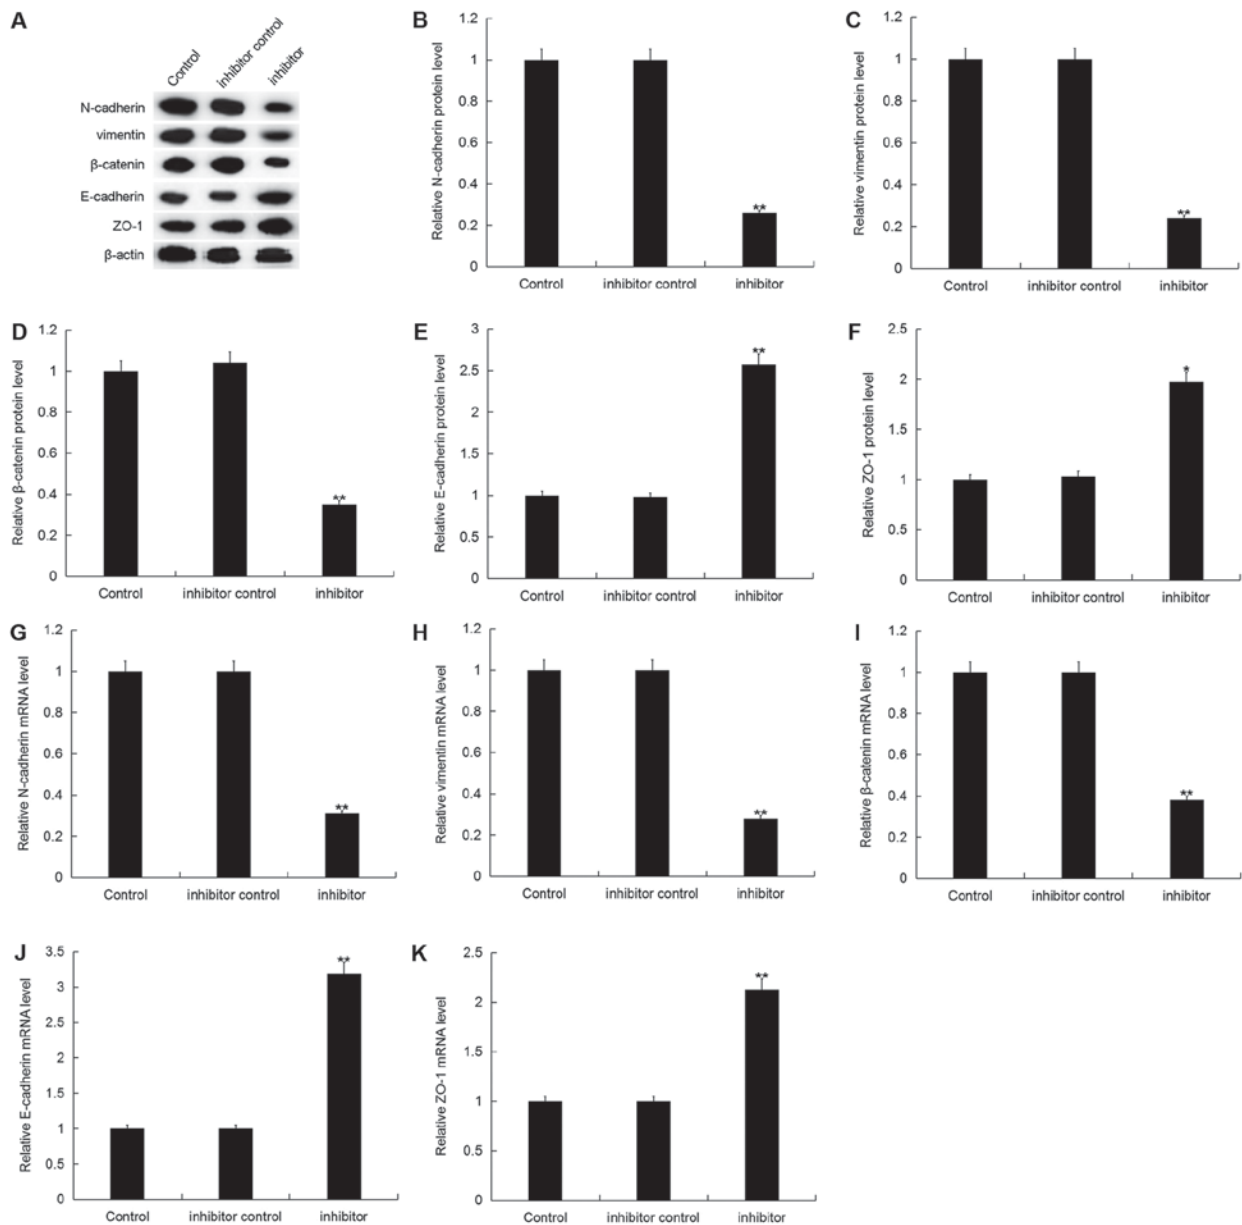 A
Control
inhibitor control
inhibitor
N-cadherin
vimentin
β-catenin
E-cadherin
ZO-1
β-actin
B
Relative N-cadherin protein level
1.2
1
0.8
0.6
0.4
0.2
0
**
Control
inhibitor control
inhibitor
C
Relative vimentin protein level
1.2
1
0.8
0.6
0.4
0.2
0
**
Control
inhibitor control
inhibitor
D
Relative β-catenin protein level
1.2
1
0.8
0.6
0.4
0.2
0
**
Control
inhibitor control
inhibitor
E
Relative E-cadherin protein level
3
2.5
2
1.5
1
0.5
0
**
Control
inhibitor control
inhibitor
F
Relative ZO-1 protein level
2.5
2
1.5
1
0.5
0
*
Control
inhibitor control
inhibitor
G
Relative N-cadherin mRNA level
1.2
1
0.8
0.6
0.4
0.2
0
**
Control
inhibitor control
inhibitor
H
Relative vimentin mRNA level
1.2
1
0.8
0.6
0.4
0.2
0
**
Control
inhibitor control
inhibitor
I
Relative β-catenin mRNA level
1.2
1
0.8
0.6
0.4
0.2
0
**
Control
inhibitor control
inhibitor
J
Relative E-cadherin mRNA level
3.5
3
2.5
2
1.5
1
0.5
0
**
Control
inhibitor control
inhibitor
K
Relative ZO-1 mRNA level
2.5
2
1.5
1
0.5
0
**
Control
inhibitor control
inhibitor